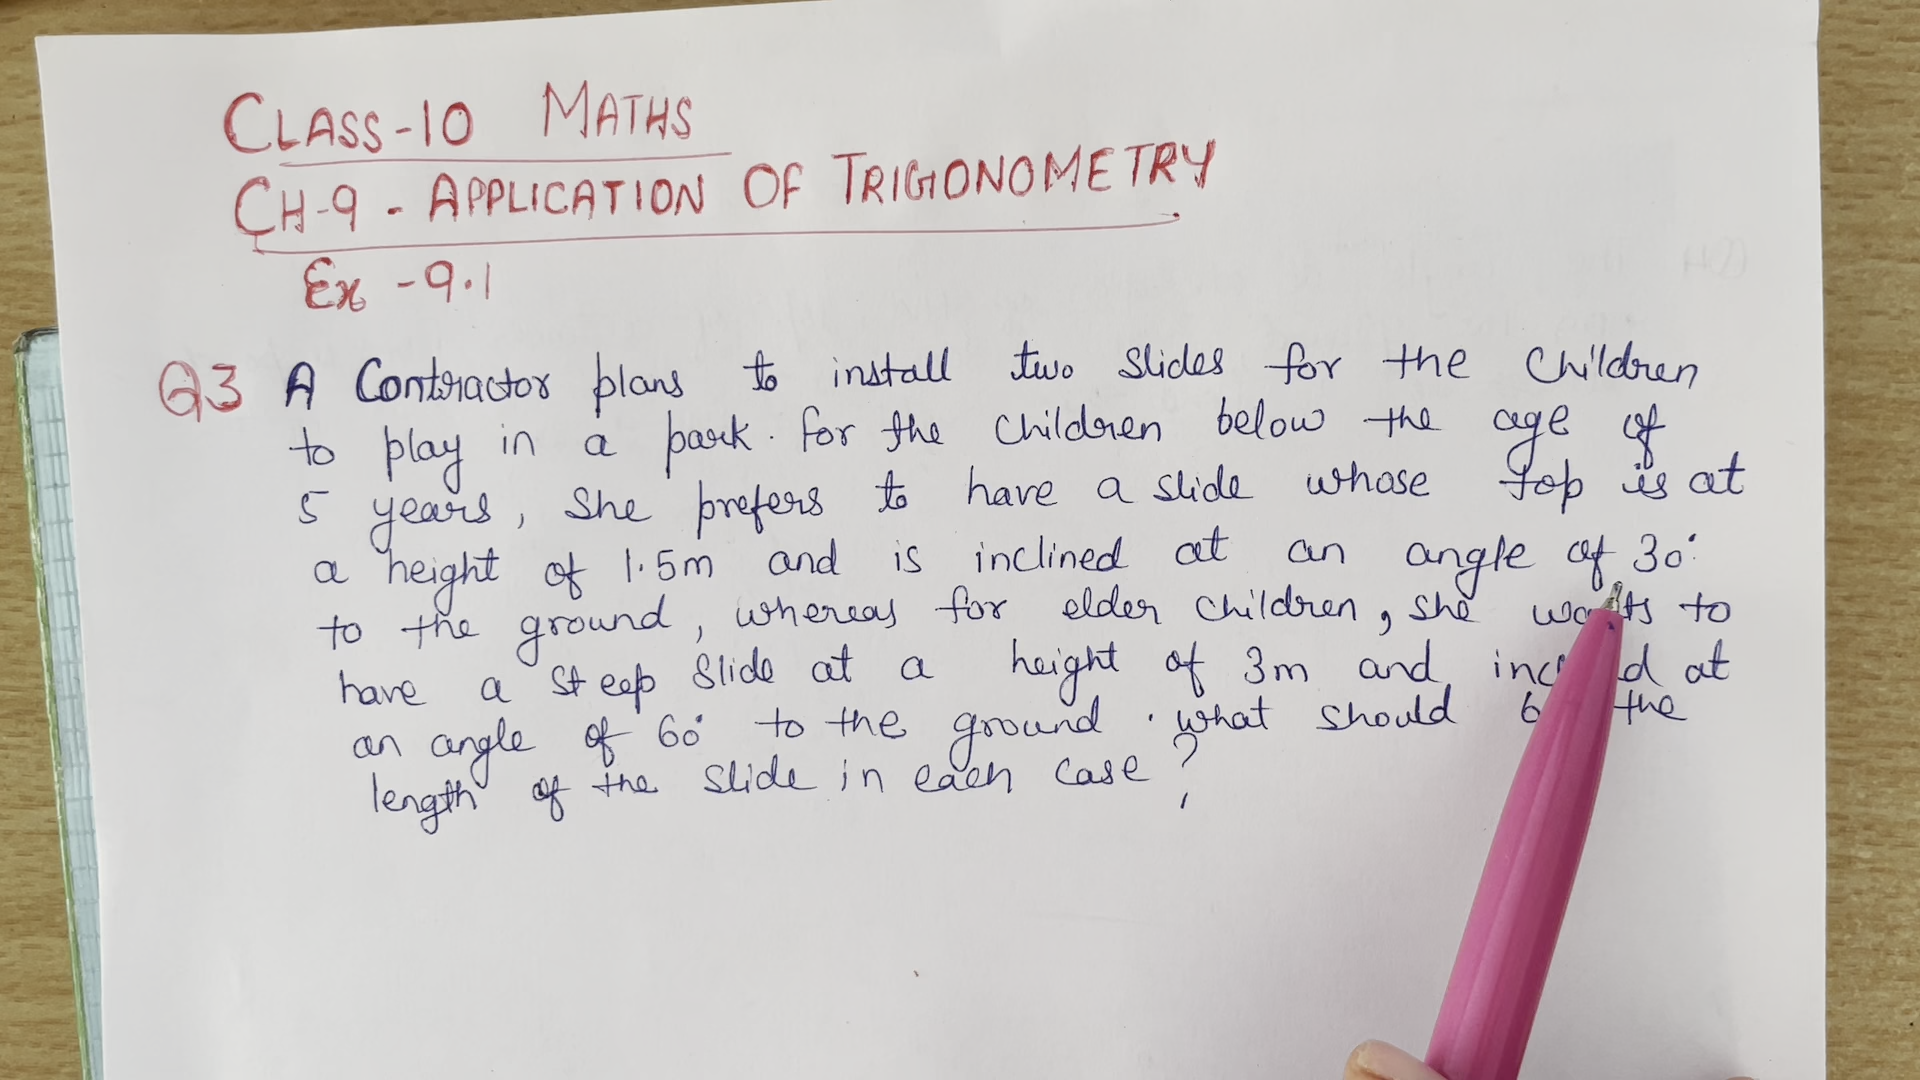 CLASS-10 MATHS
CH-9 - APPLICATION OF TRIGONOMETRY
Ex -9.1
Q3 A Contractor plans to install two slides for the children
to play in a park. for the children below the age of
5 years, she prefers to have a slide whose top is at
a height of 1.5m and is inclined at an angle of 30°
to the ground, whereas for elder children, she to
have a steep slide at a height of 3m and at
an angle of 60° to the ground. what should the
length of the slide in each case?